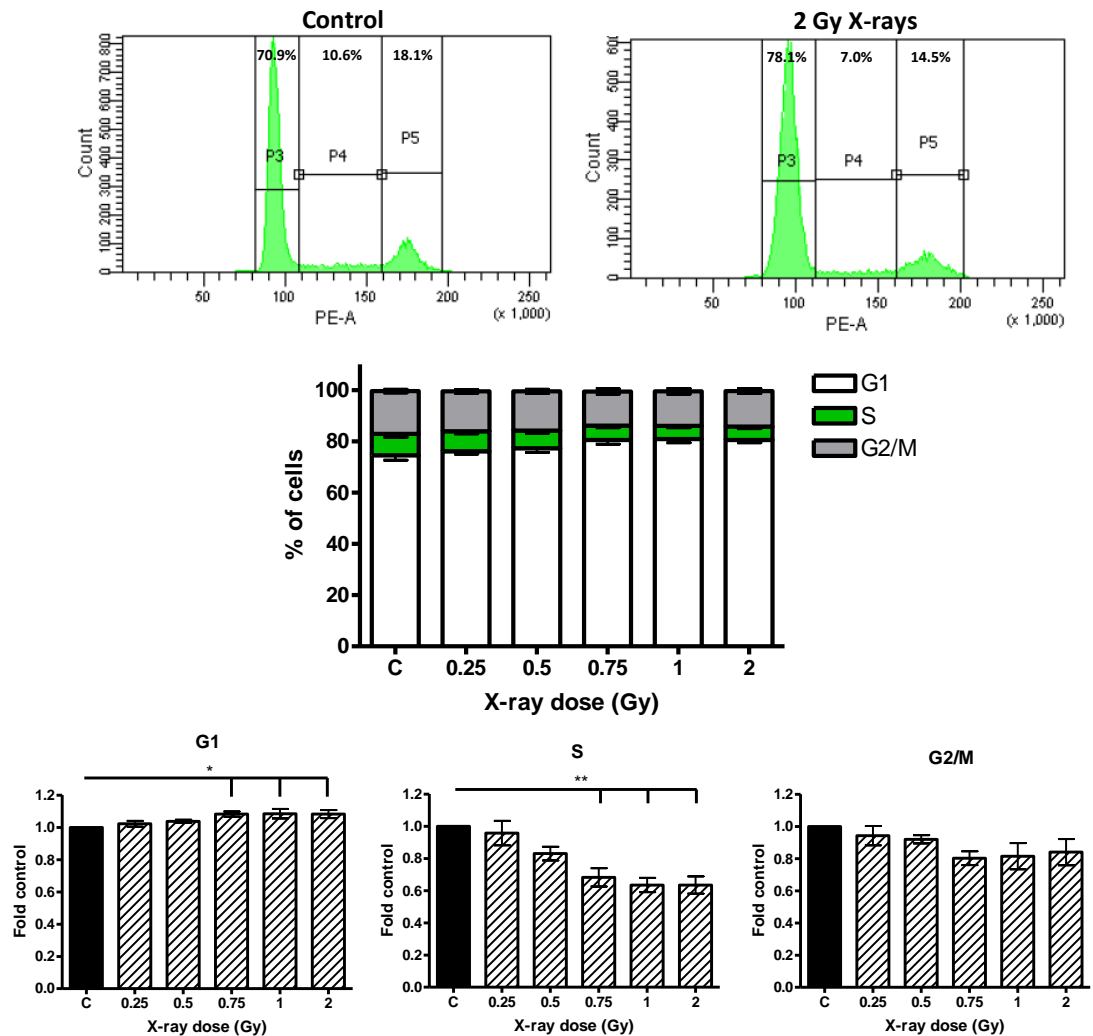 Control
70.9% 10.6% 18.1%
800
700
600
500
400
300
200
100
0
Count
P3 P4 P5
50 100 150 200 250
PE-A (x 1,000)
2 Gy X-rays
78.1% 7.0% 14.5%
600
500
400
300
200
100
0
Count
P3 P4 P5
50 100 150 200 250
PE-A (x 1,000)
100
80
60
40
20
0
% of cells
C 0.25 0.5 0.75 1 2
X-ray dose (Gy)
G1
S
G2/M
G1
*
1.2
1.0
0.8
0.6
0.4
0.2
0.0
Fold control
C 0.25 0.5 0.75 1 2
X-ray dose (Gy)
S
**
1.2
1.0
0.8
0.6
0.4
0.2
0.0
Fold control
C 0.25 0.5 0.75 1 2
X-ray dose (Gy)
G2/M
1.2
1.0
0.8
0.6
0.4
0.2
0.0
Fold control
C 0.25 0.5 0.75 1 2
X-ray dose (Gy)